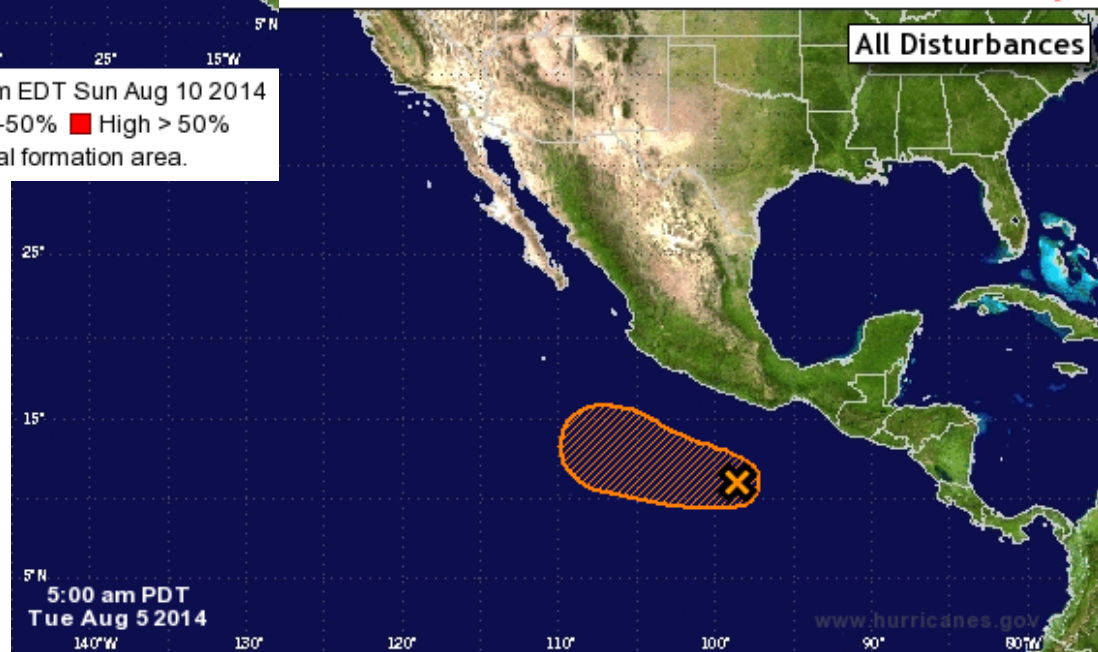 5°N
25° 15°W
EDT Sun Aug 10 2014
-50% High > 50%
formation area.
All Disturbances
25°
15°
5°N
5:00 am PDT
Tue Aug 5 2014
www.hurricanes.gov
140°W 130° 120° 110° 100° 90° 80°W